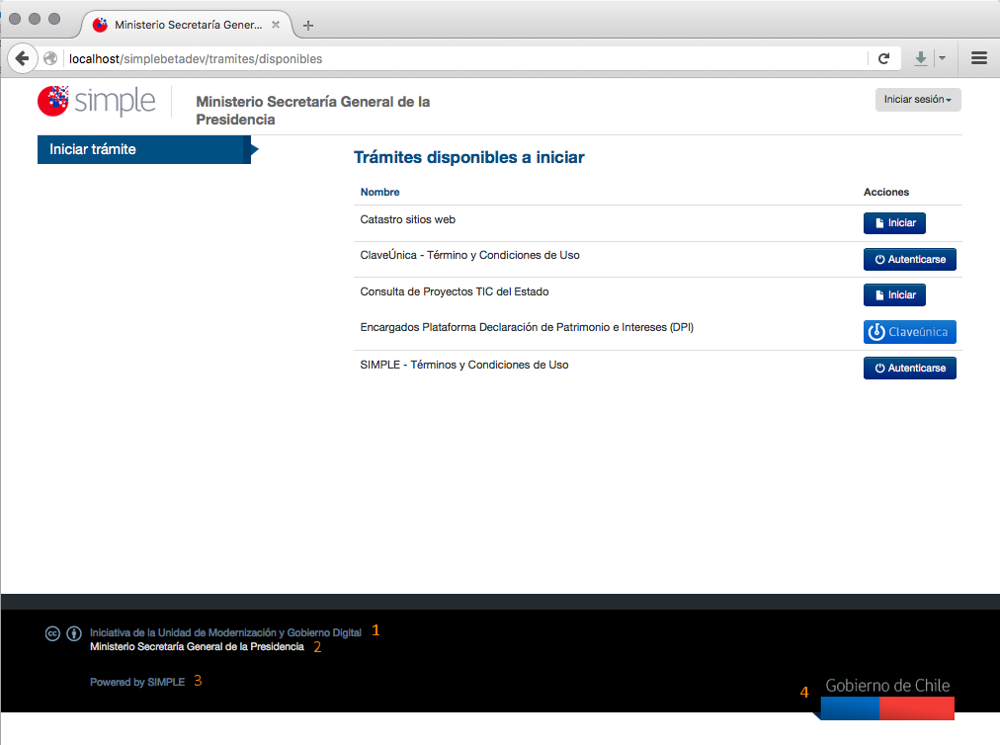 Ministerio Secretaría Gener...
localhost/simplebetadev/tramites/disponibles
simple
Ministerio Secretaría General de la
Presidencia
Iniciar sesión
Iniciar trámite
Trámites disponibles a iniciar
Nombre Acciones
Catastro sitios web Iniciar
ClaveÚnica - Término y Condiciones de Uso Autenticarse
Consulta de Proyectos TIC del Estado Iniciar
Encargados Plataforma Declaración de Patrimonio e Intereses (DPI) Claveúnica
SIMPLE - Términos y Condiciones de Uso Autenticarse
cc Iniciativa de la Unidad de Modernización y Gobierno Digital 1
Ministerio Secretaría General de la Presidencia 2
Powered by SIMPLE 3
4 Gobierno de Chile